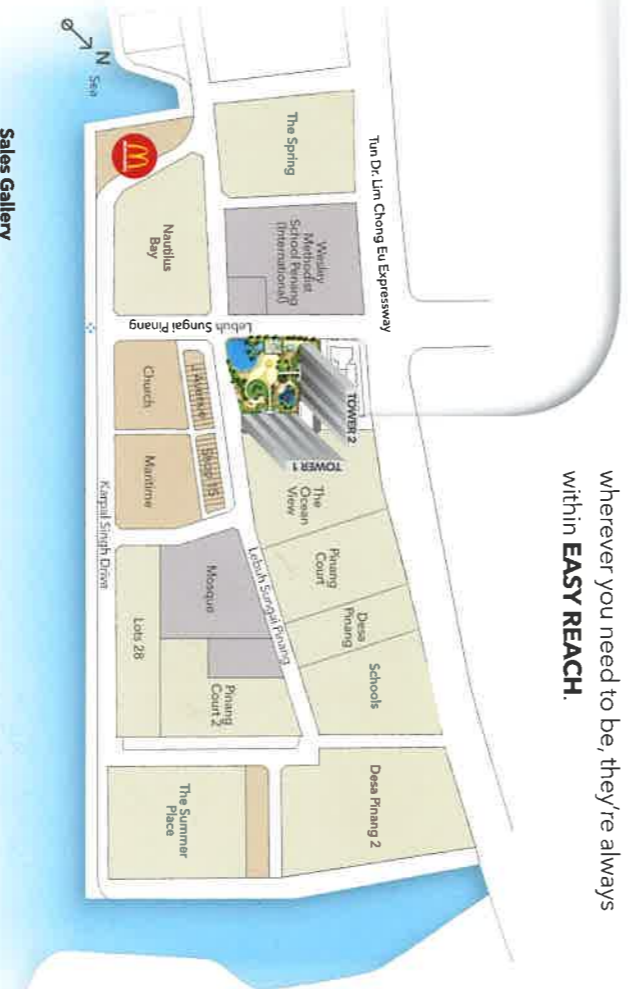 wherever you need to be, they're always
within EASY REACH.
Tun Dr. Lim Chong Eu Expressway
Desa Pinang 2
Schools
Desa
Pinang
Pinang
Court
The
Ocean
View
TOWER 2
TOWER 1
Wesley
Methodist
School Penang
(International)
The Spring
Lebuh Sungai Pinang
Lebuh Sungai Pinang
Pinang
Court 2
Mosque
Avenue
Shop
Nautilus
Bay
Church
Maritime
Lots 28
The Summer
Place
Karpal Singh Drive
N
Sea
Sales Gallery